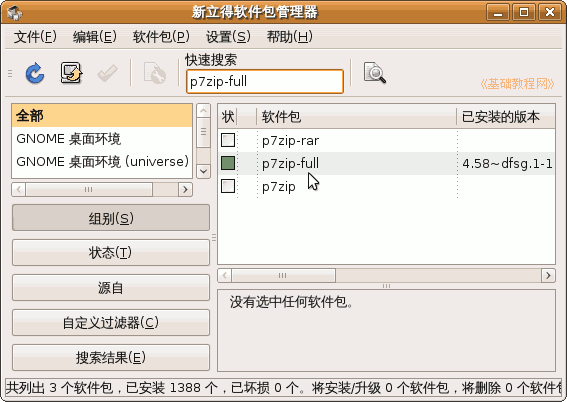 新立得软件包管理器
文件(F) 编辑(E) 软件包(P) 设置(S) 帮助(H)
快速搜索
p7zip-full
《基础教程网》
全部
GNOME 桌面环境
GNOME 桌面环境 (universe)
组别(S)
状态(T)
源自
自定义过滤器(C)
搜索结果(E)
状 软件包 已安装的版本
p7zip-rar
p7zip-full 4.58~dfsg.1-1
p7zip
没有选中任何软件包。
共列出 3 个软件包，已安装 1388 个，已坏损 0 个。将安装/升级 0 个软件包，将删除 0 个软件包